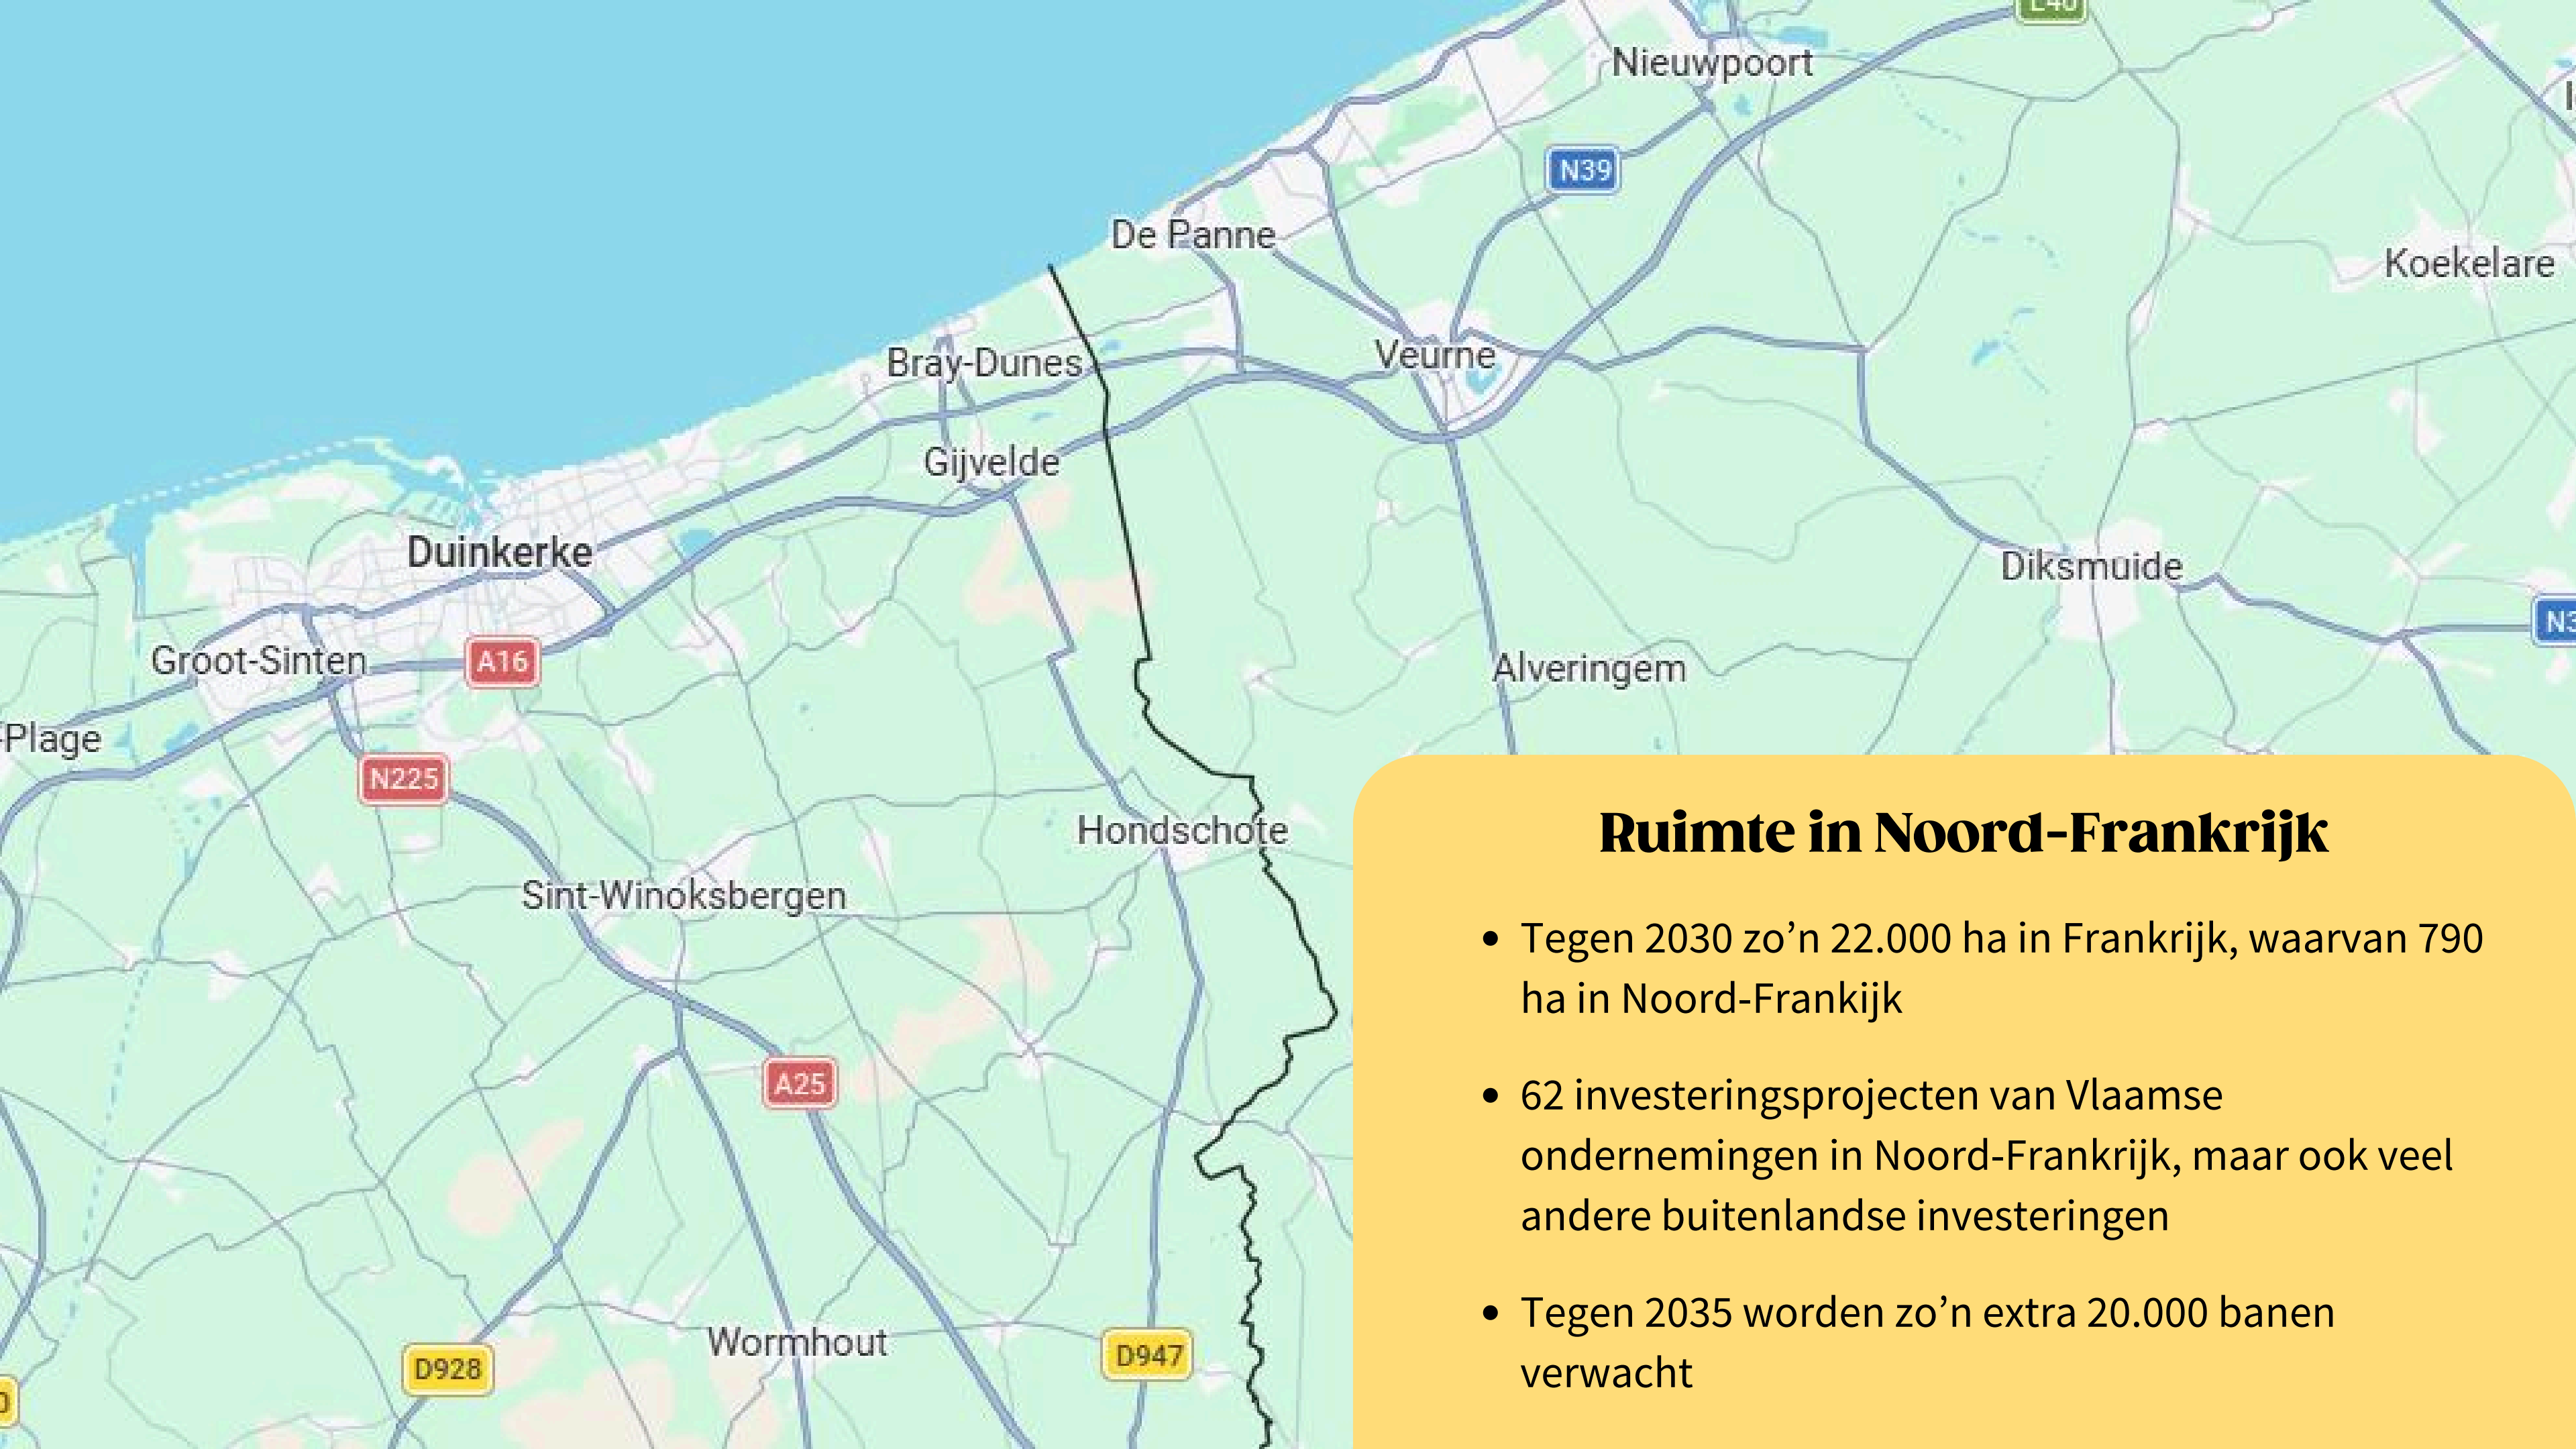 E40
Nieuwpoort
N39
De Panne
Koekelare
Bray-Dunes
Veurne
Gijvelde
Duinkerke
Diksmuide
Groot-Sinten
A16
Alveringem
-Plage
N225
Hondschote
Sint-Winoksbergen
A25
Wormhout
D928
D947
Ruimte in Noord-Frankrijk
• Tegen 2030 zo’n 22.000 ha in Frankrijk, waarvan 790
ha in Noord-Frankijk
• 62 investeringsprojecten van Vlaamse
ondernemingen in Noord-Frankrijk, maar ook veel
andere buitenlandse investeringen
• Tegen 2035 worden zo’n extra 20.000 banen
verwacht